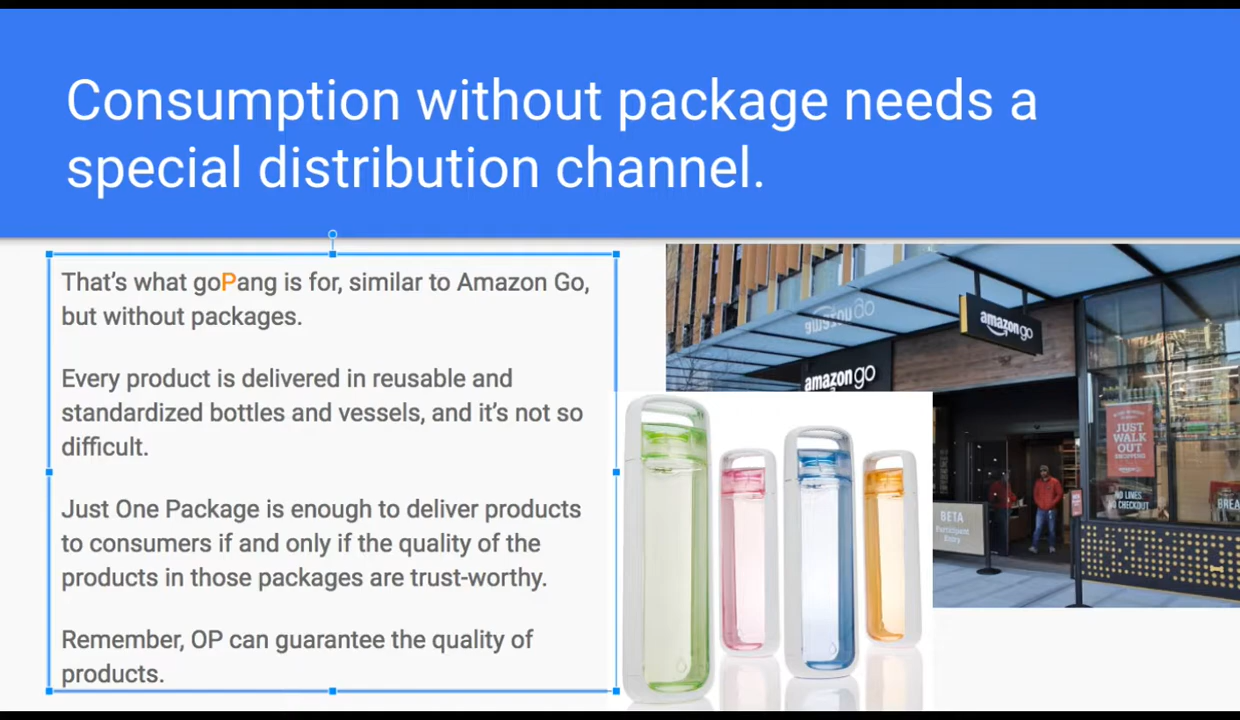 Consumption without package needs a
special distribution channel.
That's what goPang is for, similar to Amazon Go,
but without packages.
Every product is delivered in reusable and
standardized bottles and vessels, and it's not so
difficult.
Just One Package is enough to deliver products
to consumers if and only if the quality of the
products in those packages are trust-worthy.
Remember, OP can guarantee the quality of
products.
amazon go
amazon go
JUST
WALK
OUT
SHOPPING
NO LINES.
NO CHECKOUT
BETA
Participant
Entry
BREA